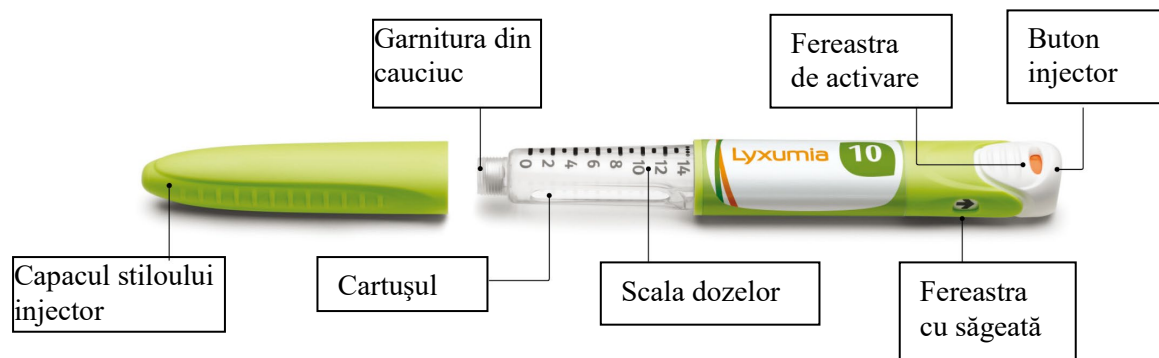 Garnitura din
cauciuc
Fereastra
de activare
Buton
injector
Lyxumia 10
0 2 4 6 8 10 12 14
Capacul stiloului
injector
Cartuşul
Scala dozelor
Fereastra
cu săgeată